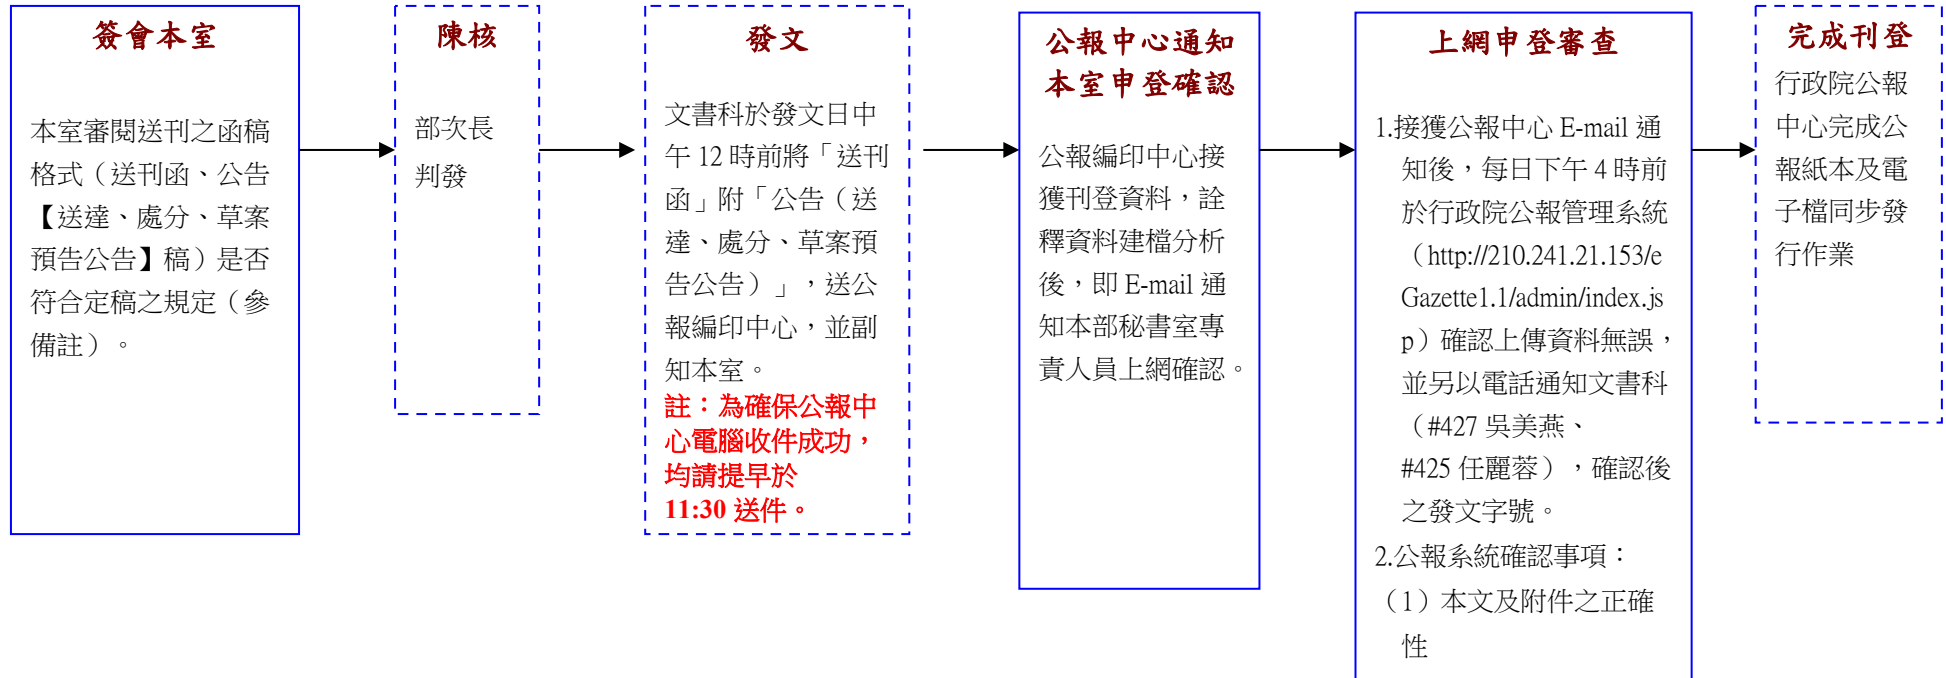 簽會本室
本室審閱送刊之函稿
格式（送刊函、公告
【送達、處分、草案
預告公告】稿）是否
符合定稿之規定（參
備註）。
陳核
部次長
判發
發文
文書科於發文日中
午 12 時前將「送刊
函」附「公告（送
達、處分、草案預
告公告）」，送公
報編印中心，並副
知本室。
註：為確保公報中
心電腦收件成功，
均請提早於
11:30 送件。
公報中心通知
本室申登確認
公報編印中心接
獲刊登資料，詮
釋資料建檔分析
後，即 E-mail 通
知本部秘書室專
責人員上網確認。
上網申登審查
1.接獲公報中心 E-mail 通
知後，每日下午 4 時前
於行政院公報管理系統
（http://210.241.21.153/e
Gazette1.1/admin/index.js
p）確認上傳資料無誤，
並另以電話通知文書科
（#427 吳美燕、
#425 任麗蓉），確認後
之發文字號。
2.公報系統確認事項：
（1）本文及附件之正確
性
完成刊登
行政院公報
中心完成公
報紙本及電
子檔同步發
行作業